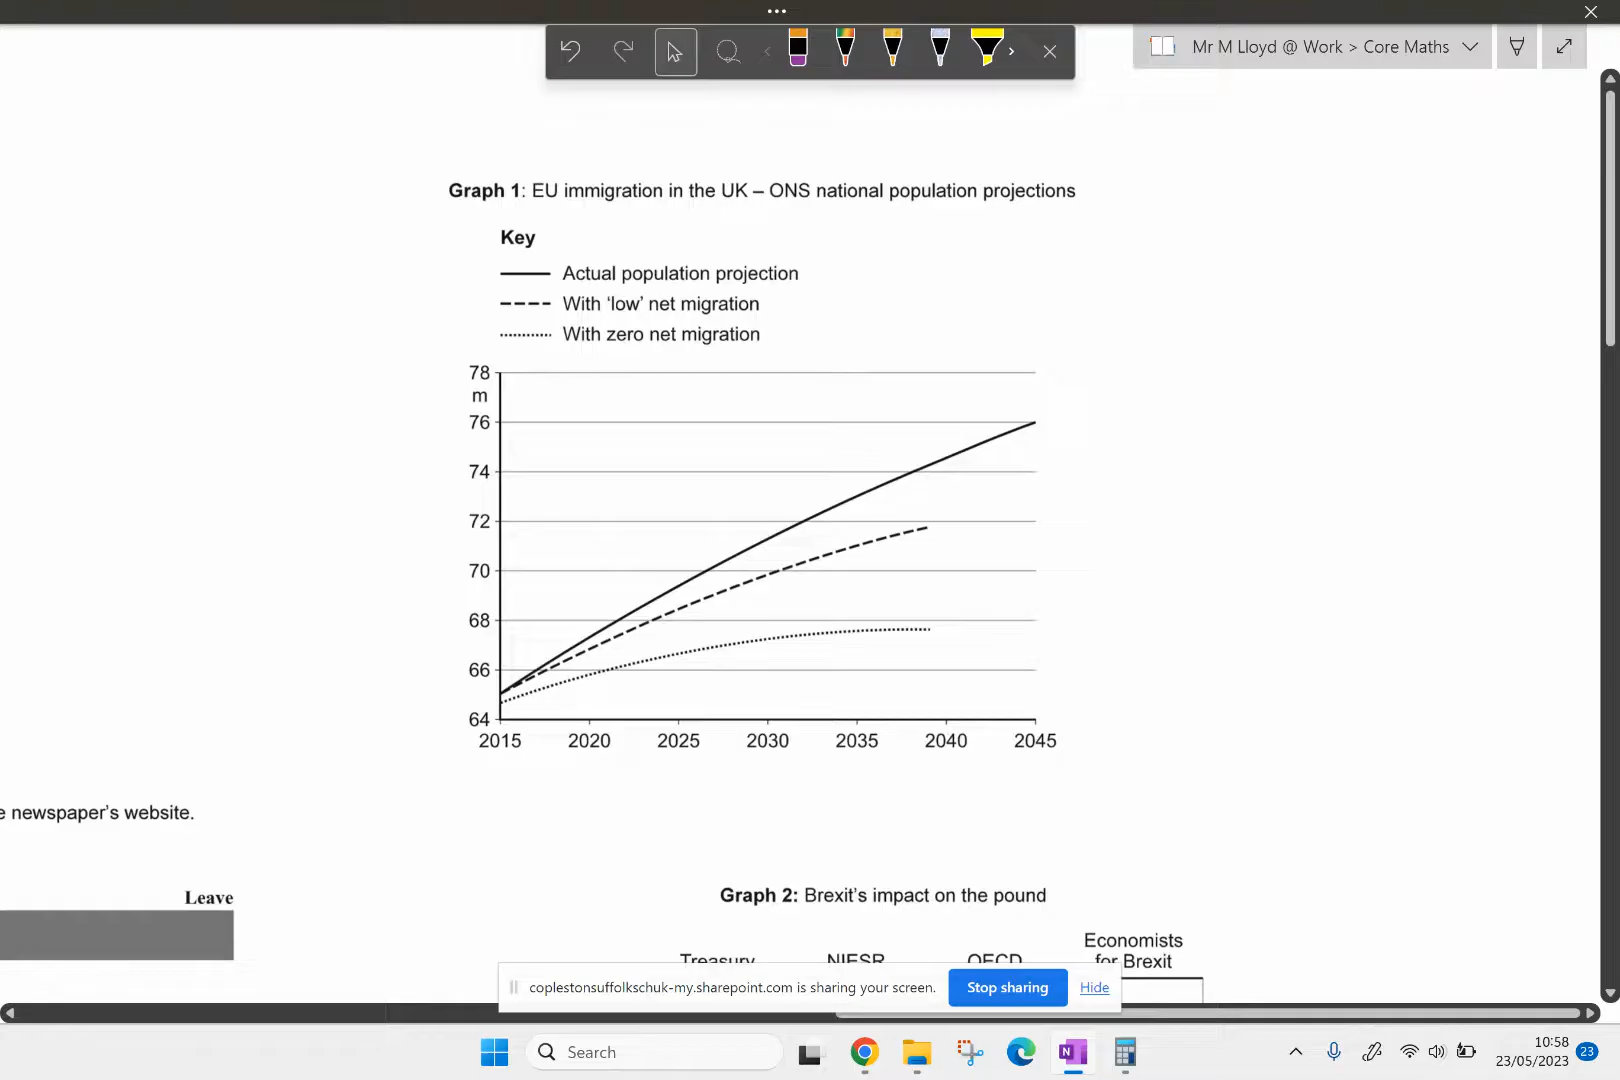 Mr M Lloyd @ Work > Core Maths
Graph 1: EU immigration in the UK – ONS national population projections
Key
Actual population projection
With ‘low’ net migration
With zero net migration
78
m
76
74
72
70
68
66
64
2015 2020 2025 2030 2035 2040 2045
e newspaper’s website.
Leave
Graph 2: Brexit’s impact on the pound
Economists
Treasury NIESR OECD for Brexit
coplestonsuffolkschuk-my.sharepoint.com is sharing your screen. Stop sharing Hide
Search
10:58
23/05/2023 23